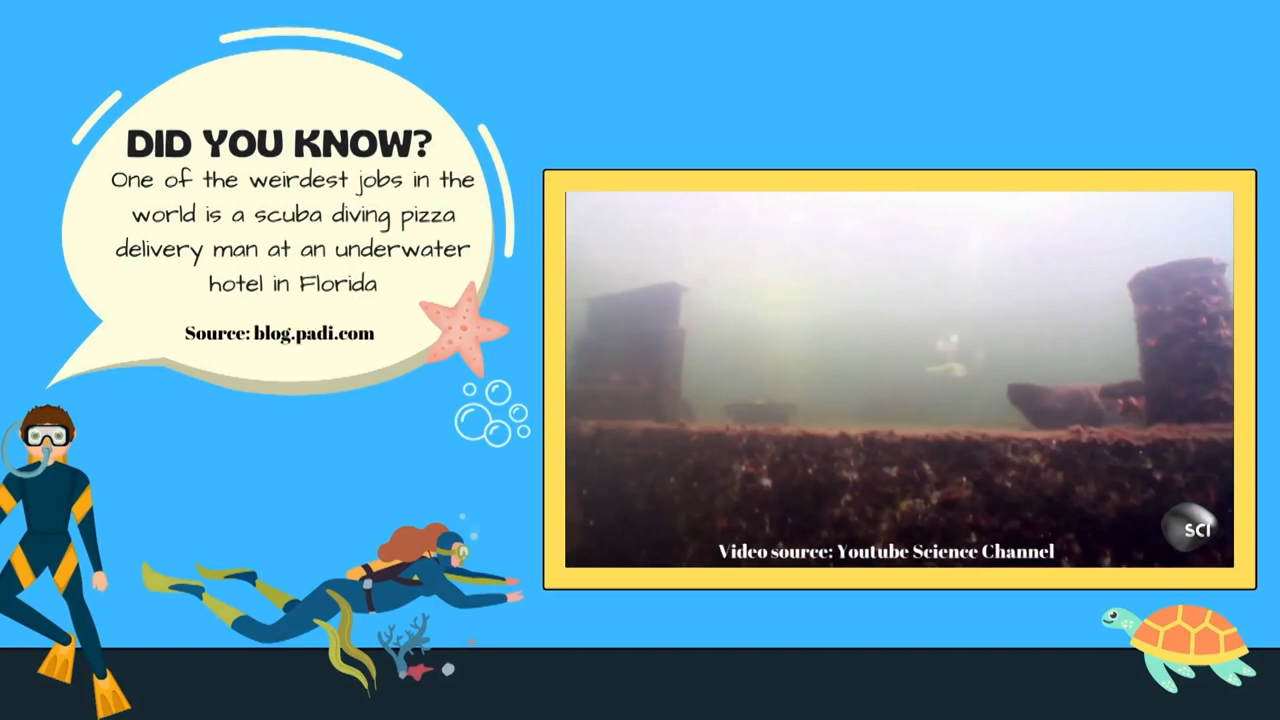 DID YOU KNOW?
One of the weirdest jobs in the
world is a scuba diving pizza
delivery man at an underwater
hotel in Florida
Source: blog.padi.com
SCI
Video source: Youtube Science Channel